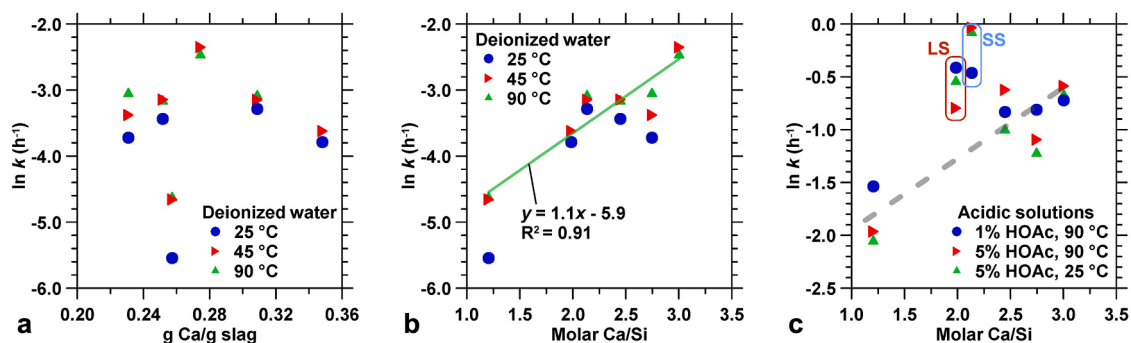 -2.0
-3.0
-4.0
-5.0
-6.0
ln k (h⁻¹)
Deionized water
25 °C
45 °C
90 °C
0.20
0.24
0.28
0.32
0.36
g Ca/g slag
a
-2.0
-3.0
-4.0
-5.0
-6.0
ln k (h⁻¹)
Deionized water
25 °C
45 °C
90 °C
y = 1.1x - 5.9
R² = 0.91
1.0
1.5
2.0
2.5
3.0
3.5
Molar Ca/Si
b
0.0
-0.5
-1.0
-1.5
-2.0
-2.5
ln k (h⁻¹)
LS
SS
Acidic solutions
1% HOAc, 90 °C
5% HOAc, 90 °C
5% HOAc, 25 °C
1.0
1.5
2.0
2.5
3.0
3.5
Molar Ca/Si
c